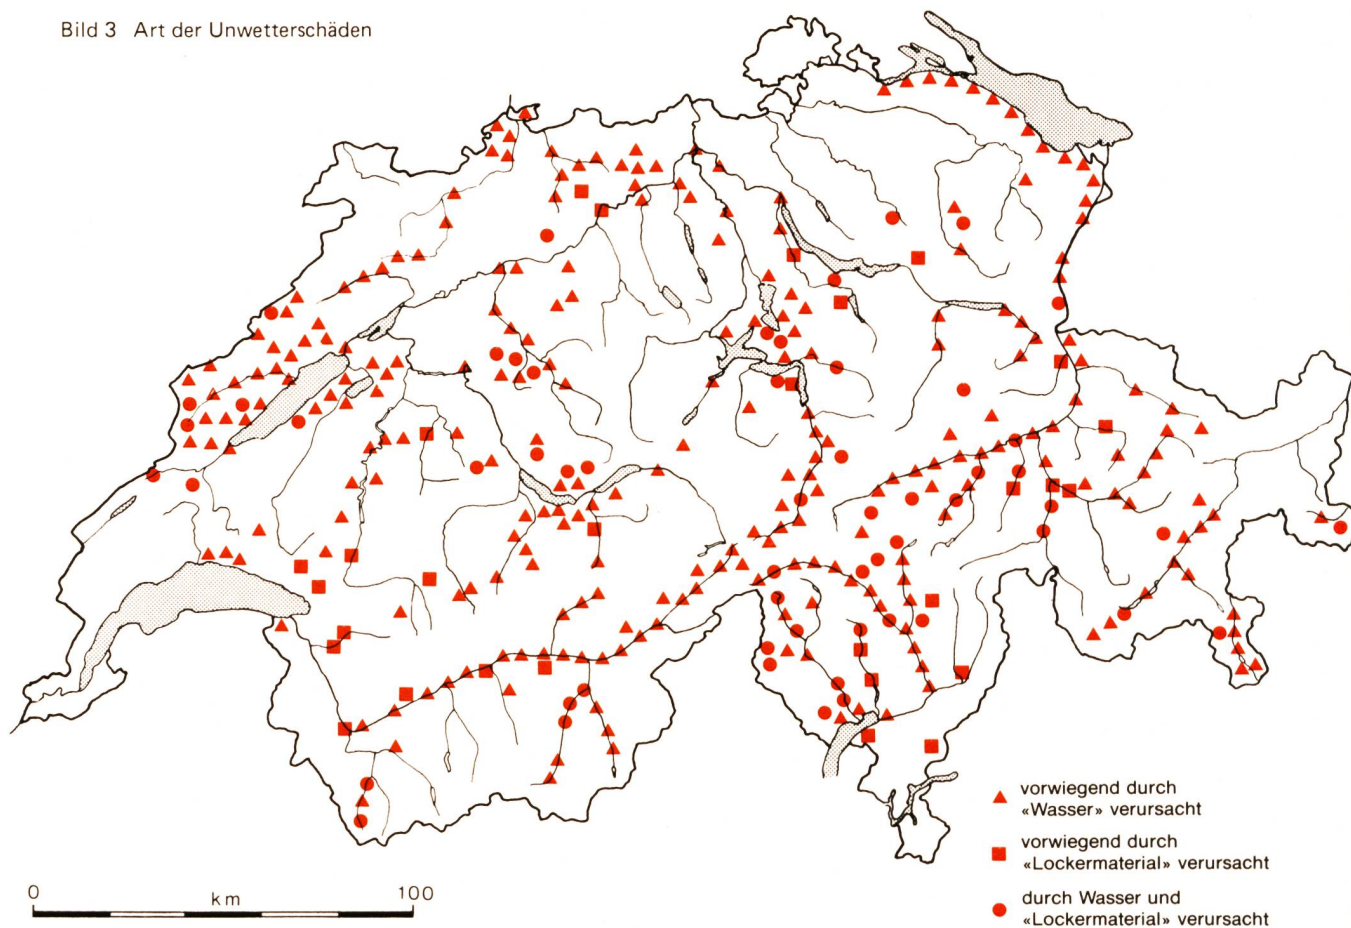 Bild 3 Art der Unwetterschäden
vorwiegend durch
«Wasser» verursacht
vorwiegend durch
«Lockermaterial» verursacht
durch Wasser und
«Lockermaterial» verursacht
0 km 100